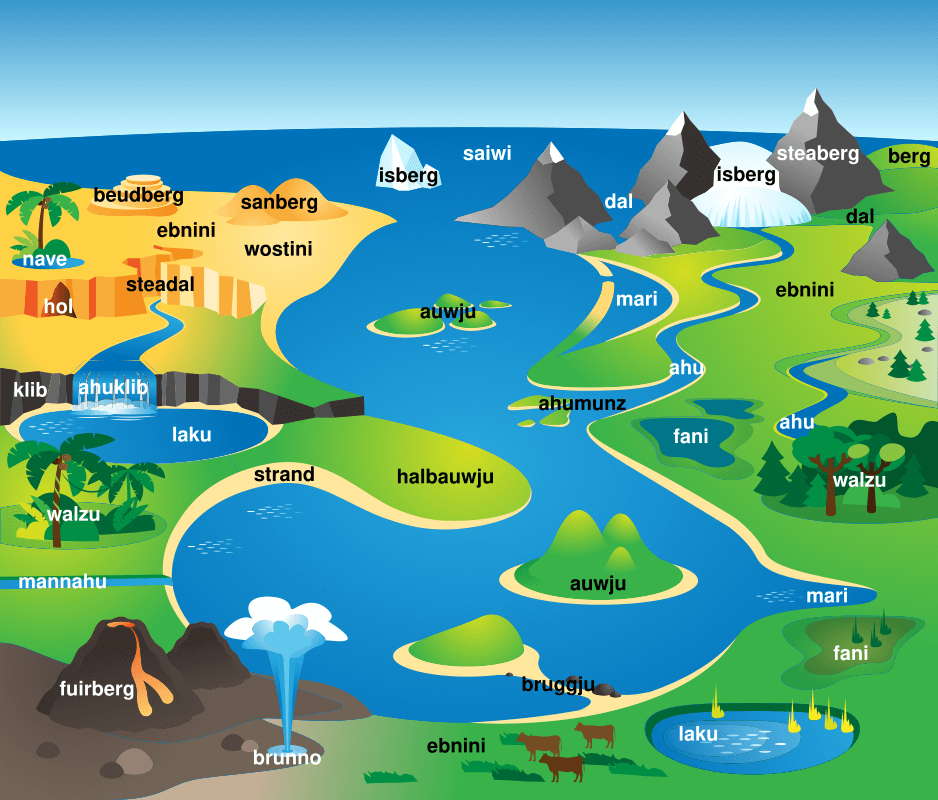 saiwi
steaberg
berg
isberg
isberg
beudberg
sanberg
dal
dal
ebnini
wostini
nave
steadal
ebnini
mari
hol
auwju
ahu
klib
ahuklib
ahumunz
ahu
laku
fani
strand
halbauwju
walzu
walzu
mannahu
auwju
mari
fani
fuirberg
bruggju
laku
ebnini
brunno